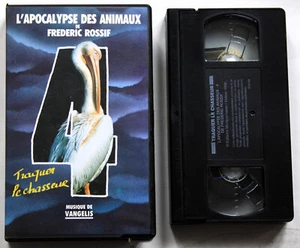 L'APOCALYPSE DES ANIMAUX
DE
FREDERIC ROSSIF
4
Traquer
le chasseur
MUSIQUE DE
VANGELIS
TRAQUER LE CHASSEUR